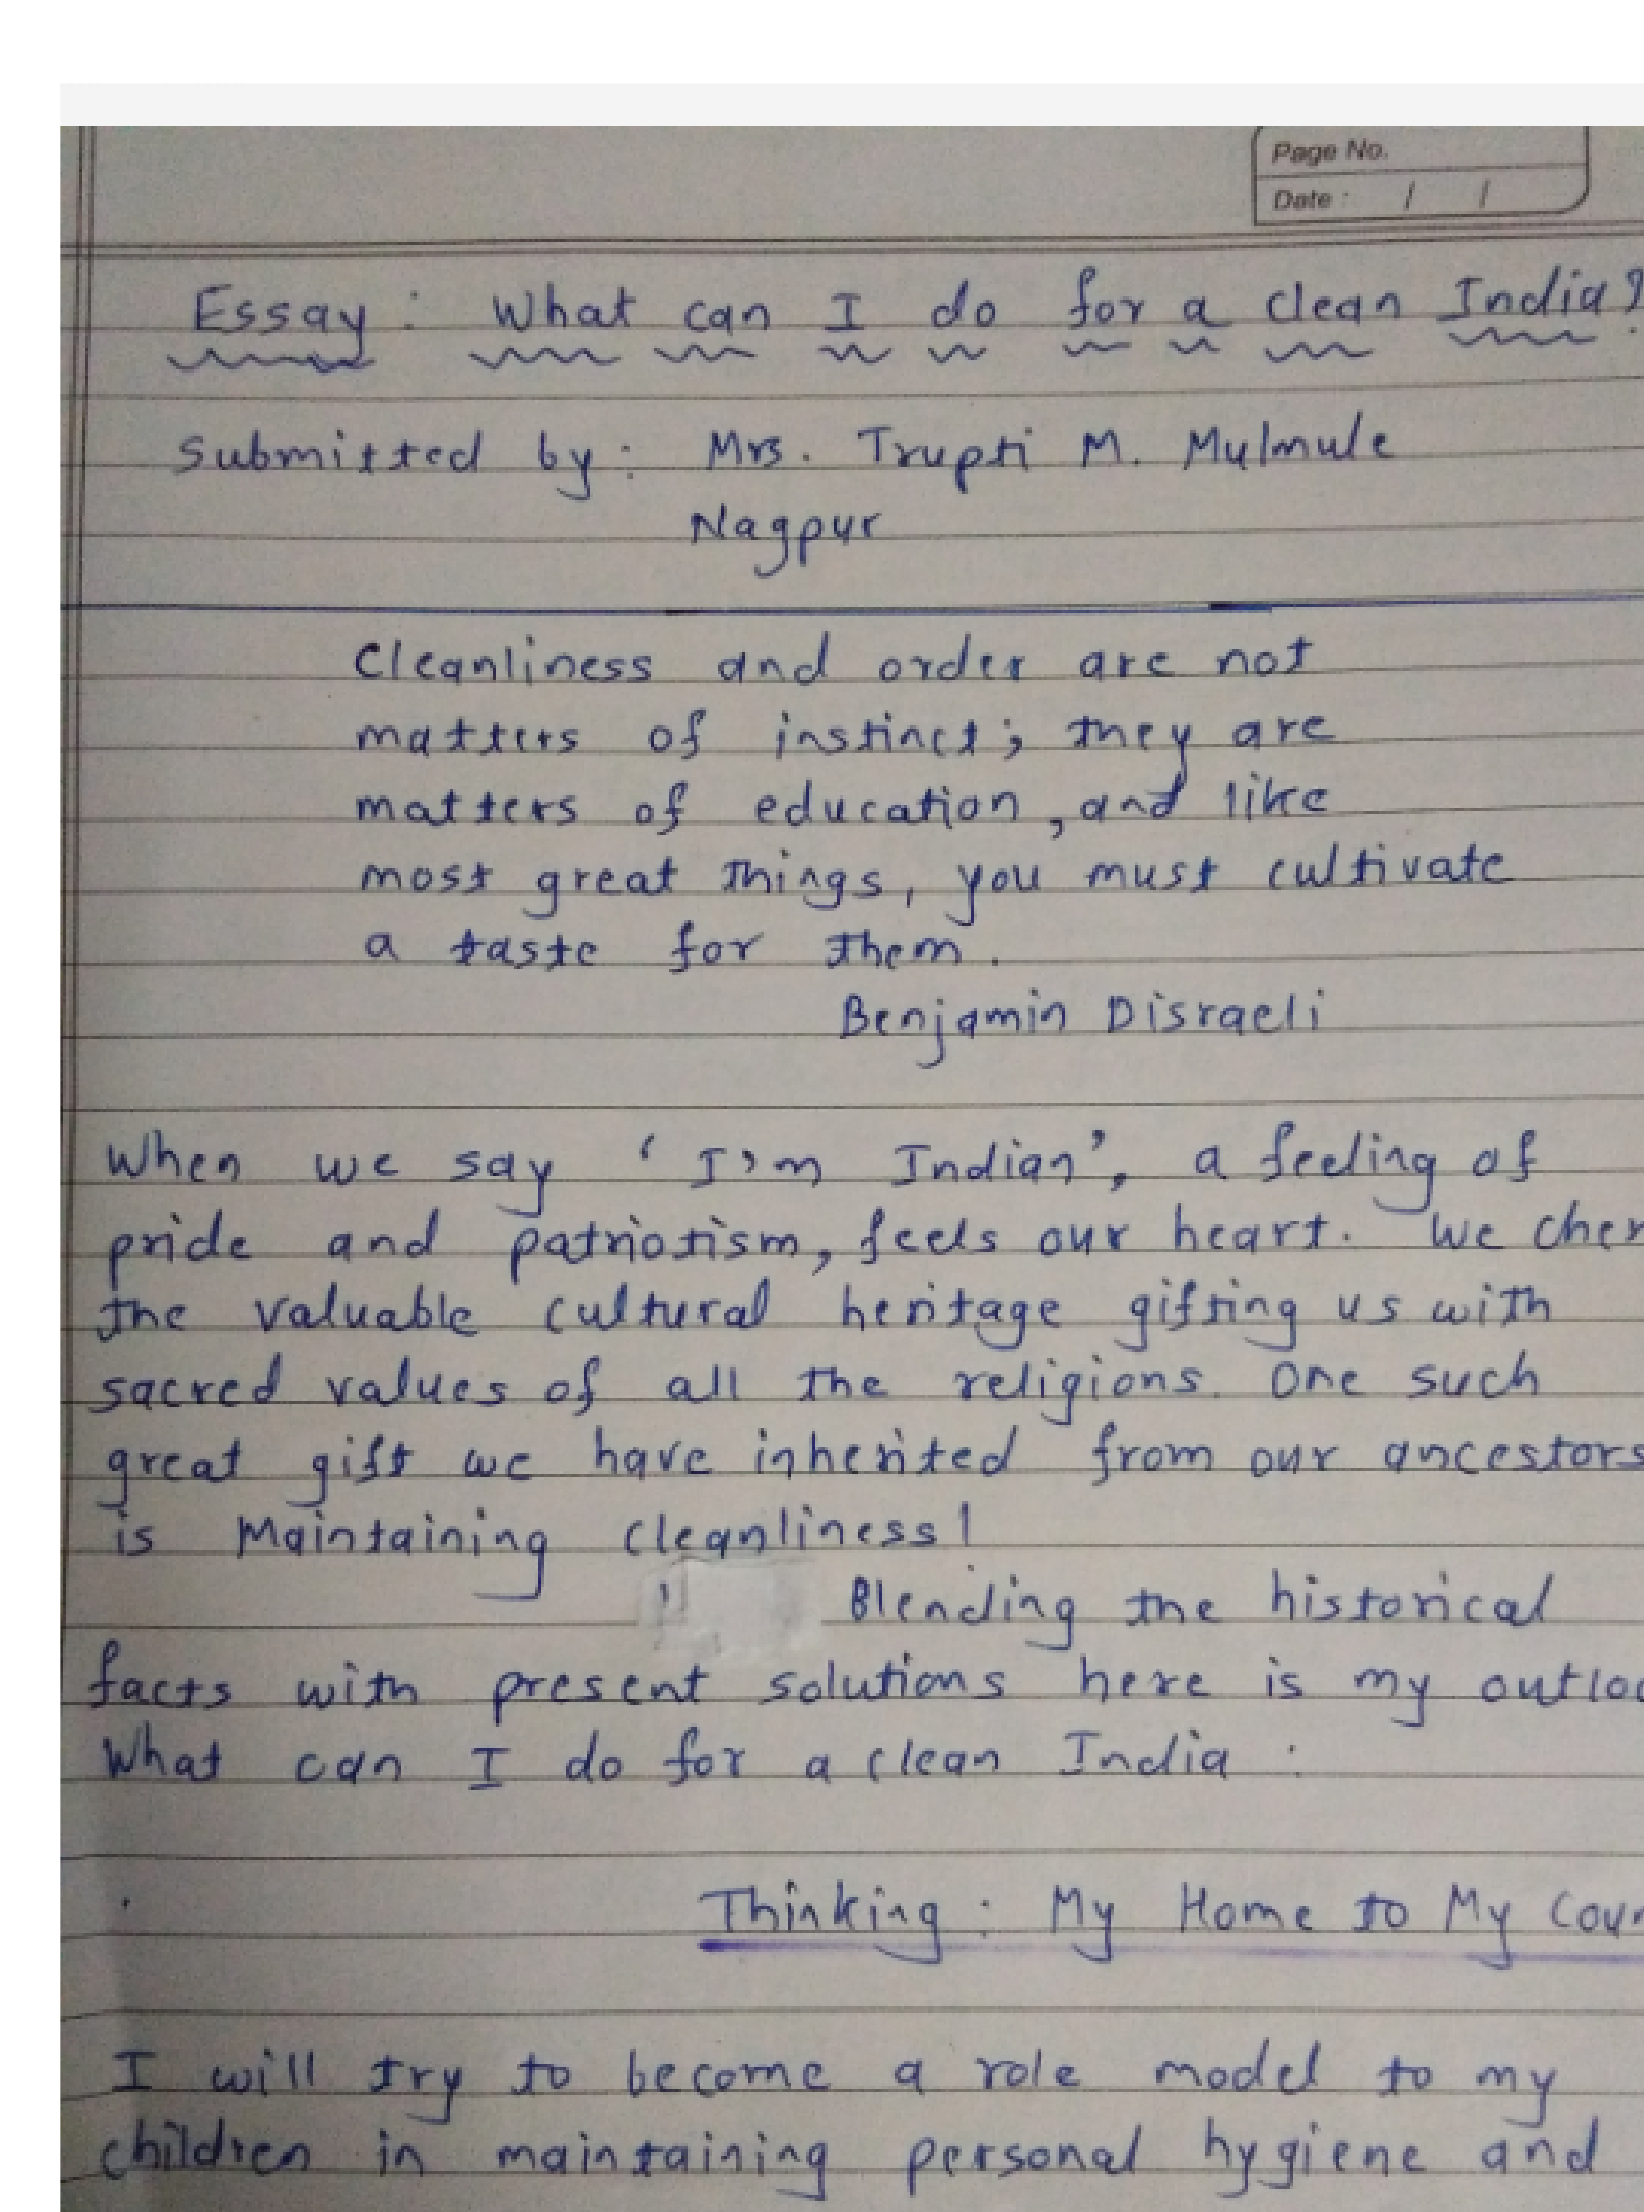 Page No.
Date : / /
Essay : What can I do for a clean India?
Submitted by : Mrs. Trupti M. Mulmule
Nagpur
Cleanliness and order are not
matters of instinct; they are
matters of education, and like
most great things, you must cultivate
a taste for them.
Benjamin Disraeli
When we say 'I'm Indian', a feeling of
pride and patriotism, feels our heart. We
the valuable cultural heritage gifting us with
sacred values of all the religions. One such
great gift we have inherited from our ancestors
is Maintaining cleanliness!
Blending the historical
facts with present solutions here is my
What can I do for a clean India :
Thinking : My Home to My
I will try to become a role model to my
children in maintaining personal hygiene and